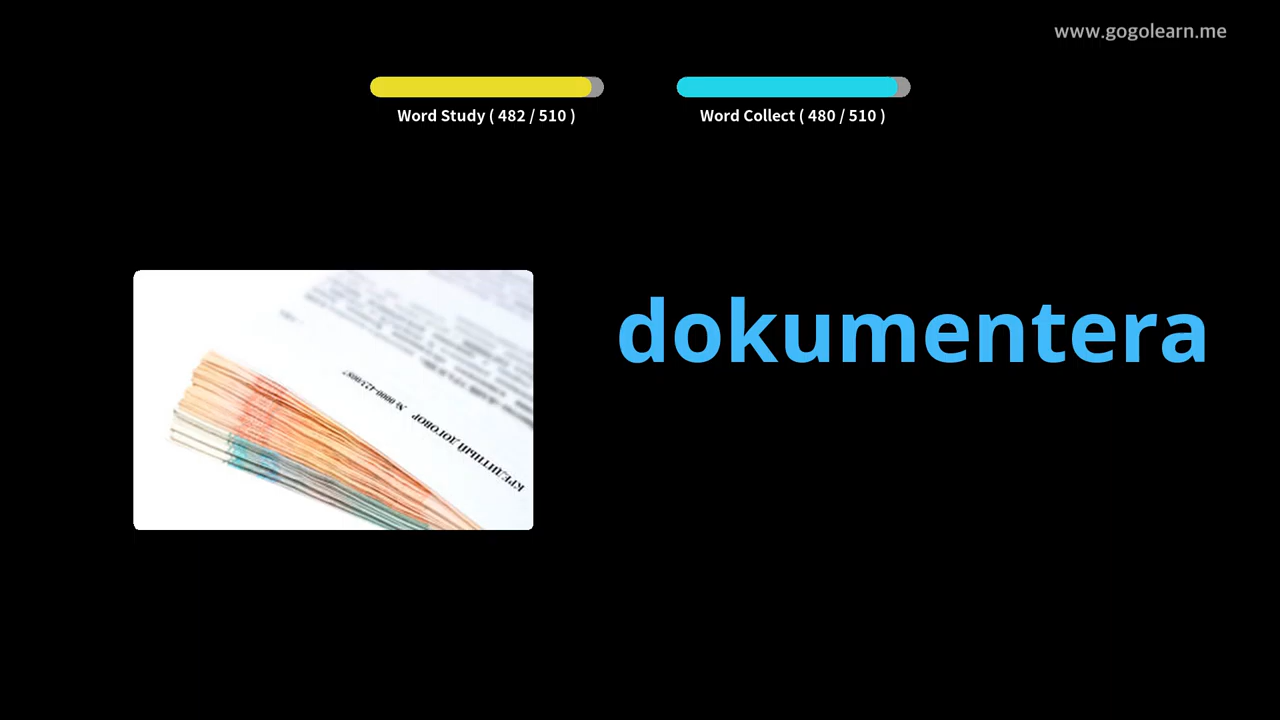 www.gogolearn.me
Word Study ( 482 / 510 )
Word Collect ( 480 / 510 )
dokumentera
КРЕДИТНЫЙ ДОГОВОР